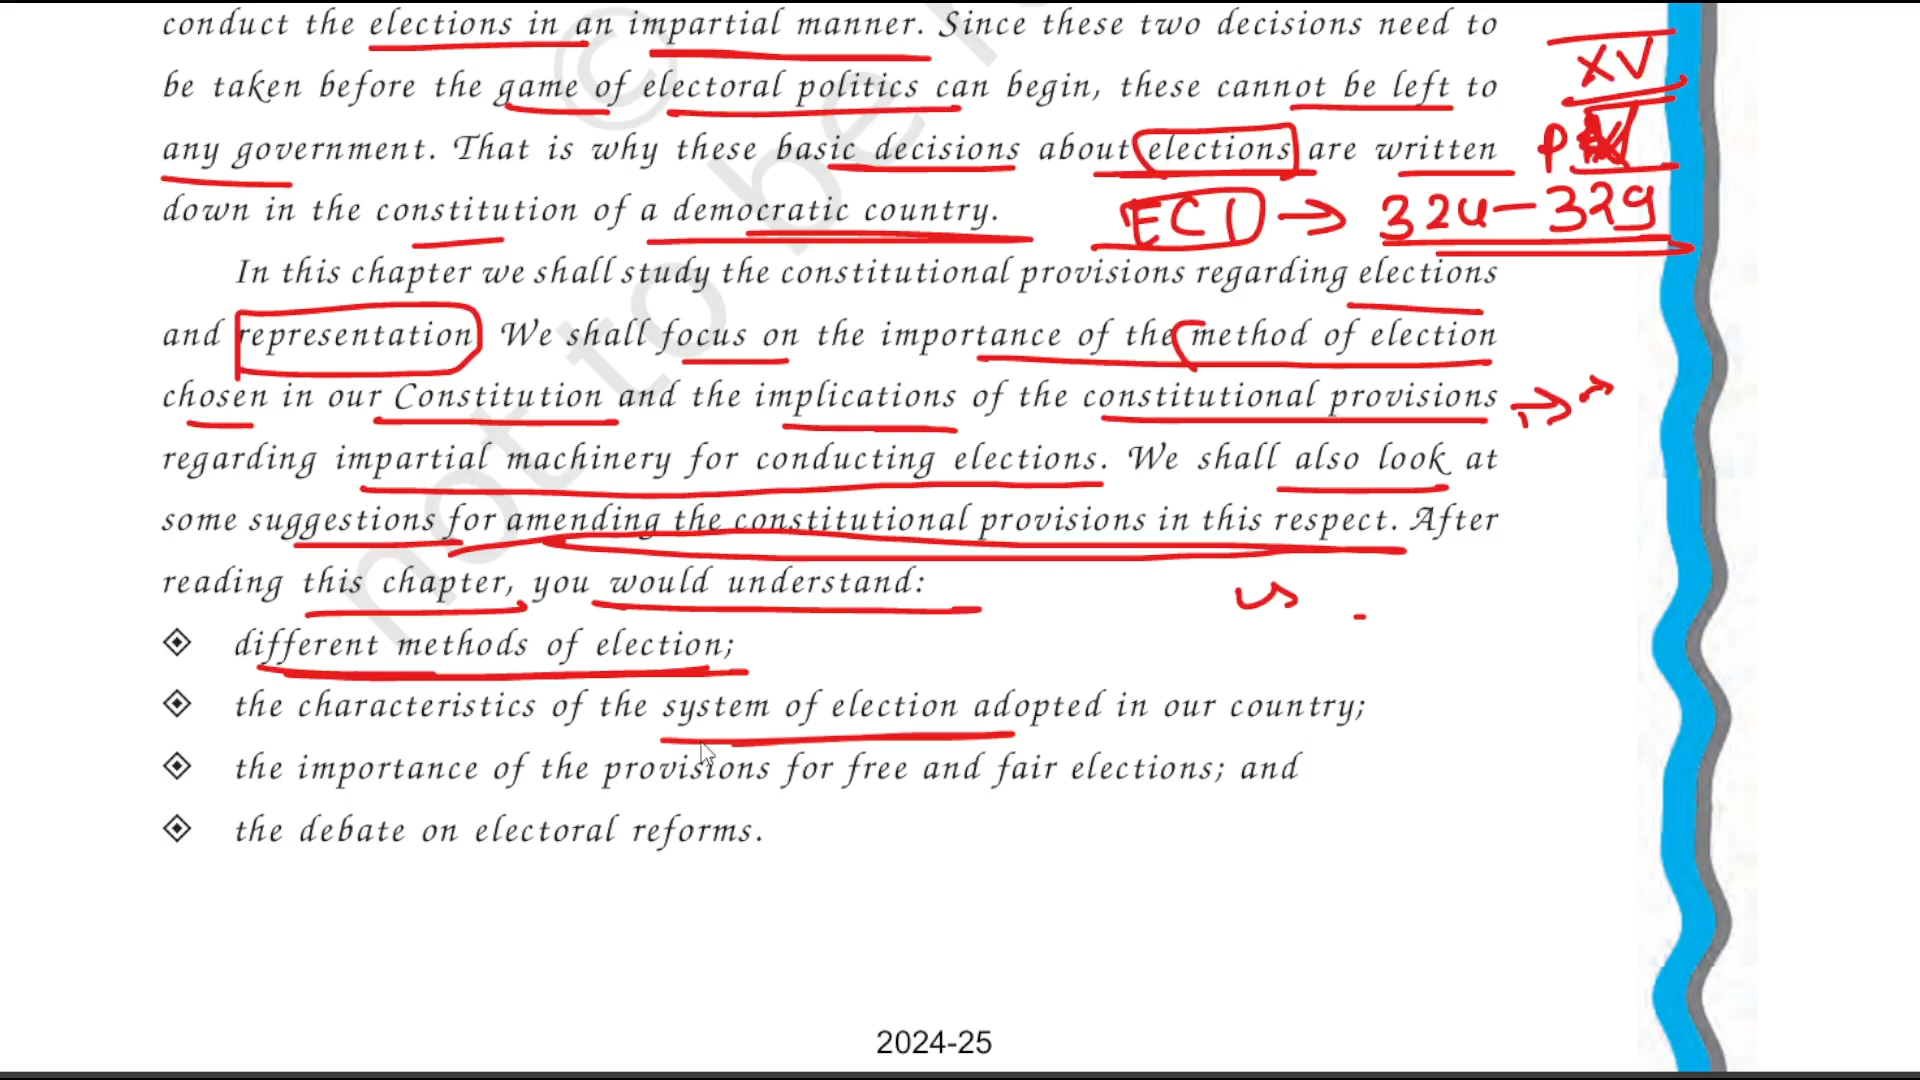 conduct the elections in an impartial manner. Since these two decisions need to
XV
be taken before the game of electoral politics can begin, these cannot be left to
any government. That is why these basic decisions about elections are written
P
down in the constitution of a democratic country.
ECI → 324-329
In this chapter we shall study the constitutional provisions regarding elections
and representation. We shall focus on the importance of the method of election
chosen in our Constitution and the implications of the constitutional provisions
regarding impartial machinery for conducting elections. We shall also look at
some suggestions for amending the constitutional provisions in this respect. After
reading this chapter, you would understand:
different methods of election;
the characteristics of the system of election adopted in our country;
the importance of the provisions for free and fair elections; and
the debate on electoral reforms.
© not to be
2024-25